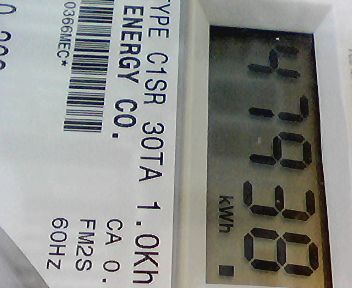 47938
kWh
TYPE C1SR 30TA 1.0Kh
ENERGY CO.
CA 0.
FM2S
60HZ
0366MEC*